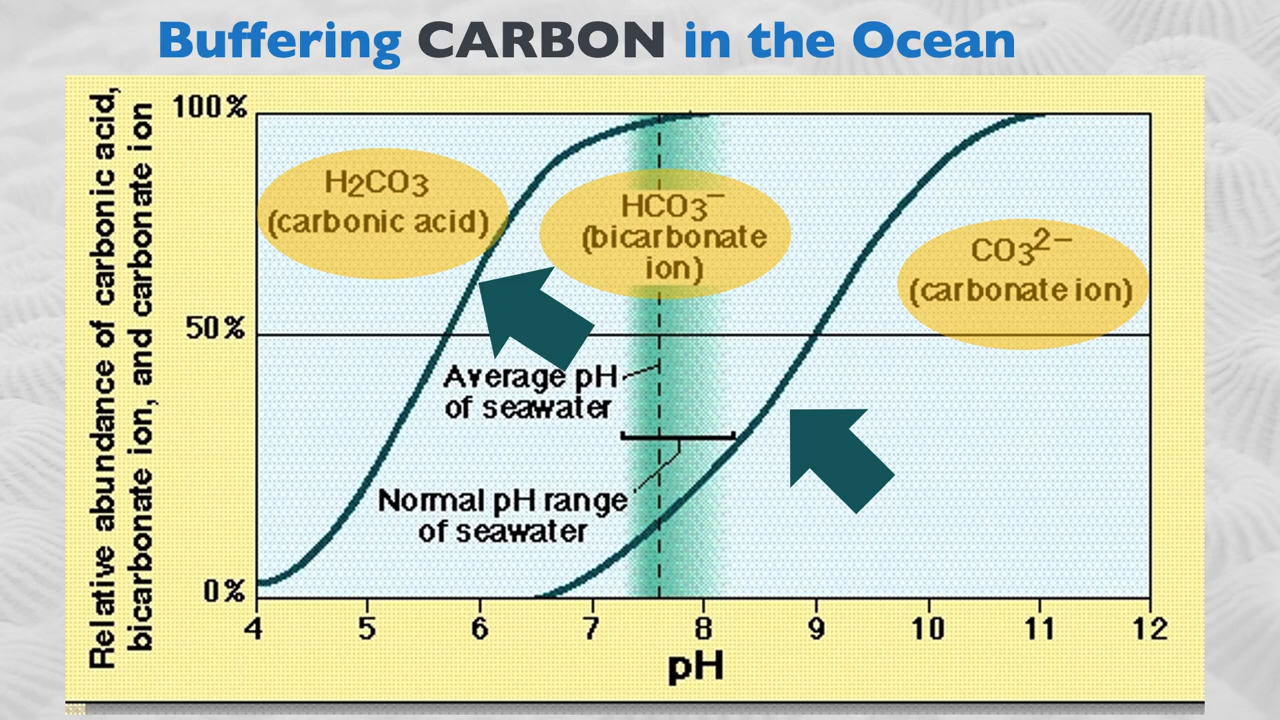 Buffering CARBON in the Ocean
Relative abundance of carbonic acid,
bicarbonate ion, and carbonate ion
100%
50%
0%
H2CO3
(carbonic acid)
HCO3−
(bicarbonate
ion)
CO32−
(carbonate ion)
Average pH
of seawater
Normal pH range
of seawater
4 5 6 7 8 9 10 11 12
pH